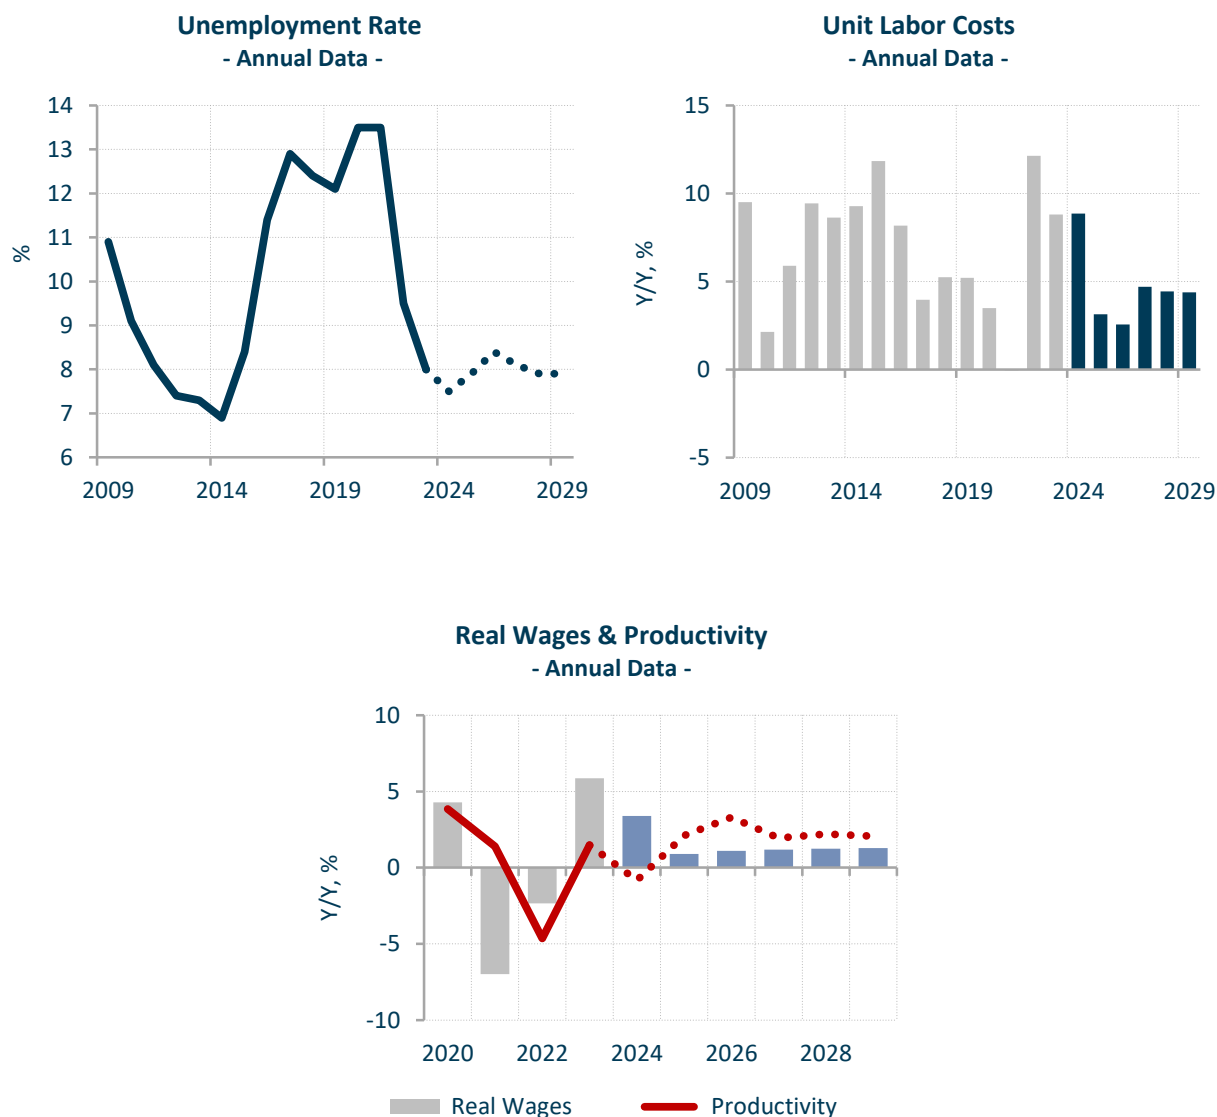 Unemployment Rate
- Annual Data -
14
13
12
11
10
9
8
7
6
%
2009 2014 2019 2024 2029
Unit Labor Costs
- Annual Data -
15
10
5
0
-5
Y/Y, %
2009 2014 2019 2024 2029
Real Wages & Productivity
- Annual Data -
10
5
0
-5
-10
Y/Y, %
2020 2022 2024 2026 2028
Real Wages Productivity